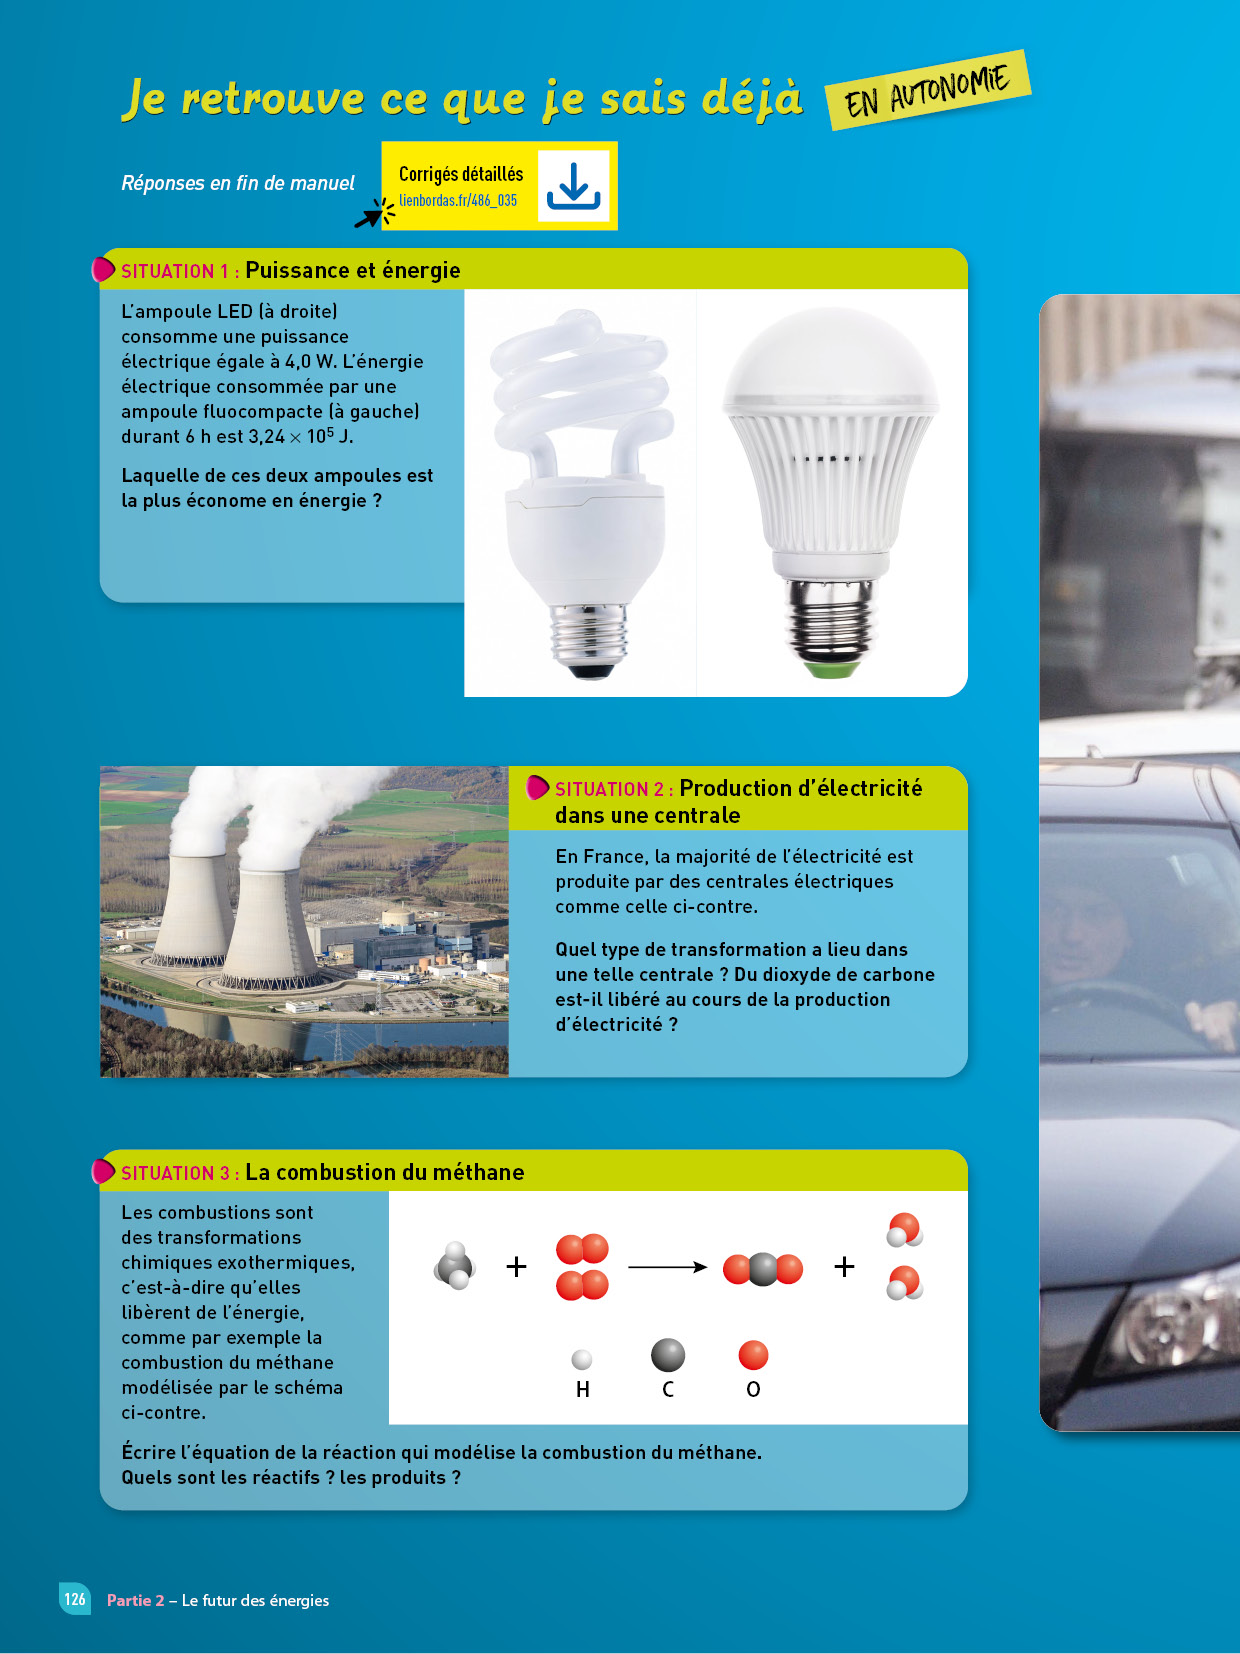 Je retrouve ce que je sais déjà
EN AUTONOMIE
Réponses en fin de manuel
Corrigés détaillés
lienbordas.fr/486_035
SITUATION 1 : Puissance et énergie
L’ampoule LED (à droite)
consomme une puissance
électrique égale à 4,0 W. L’énergie
électrique consommée par une
ampoule fluocompacte (à gauche)
durant 6 h est 3,24 × 10⁵ J.
Laquelle de ces deux ampoules est
la plus économe en énergie ?
SITUATION 2 : Production d’électricité
dans une centrale
En France, la majorité de l’électricité est
produite par des centrales électriques
comme celle ci-contre.
Quel type de transformation a lieu dans
une telle centrale ? Du dioxyde de carbone
est-il libéré au cours de la production
d’électricité ?
SITUATION 3 : La combustion du méthane
Les combustions sont
des transformations
chimiques exothermiques,
c’est-à-dire qu’elles
libèrent de l’énergie,
comme par exemple la
combustion du méthane
modélisée par le schéma
ci-contre.
+ +
H C O
Écrire l’équation de la réaction qui modélise la combustion du méthane.
Quels sont les réactifs ? les produits ?
126 Partie 2 – Le futur des énergies